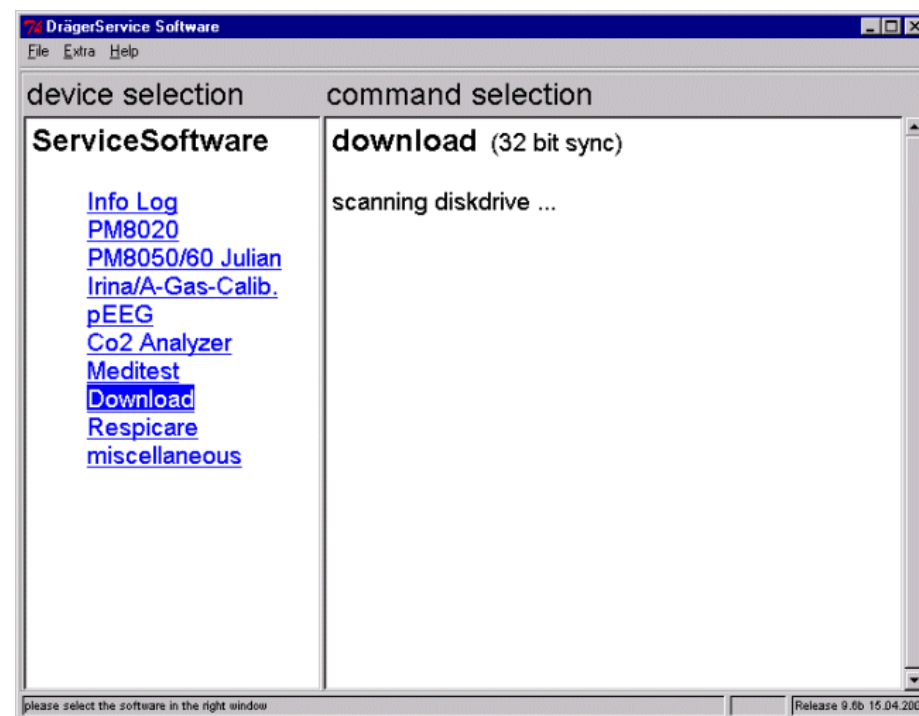 DrägerService Software
File Extra Help
device selection
command selection
ServiceSoftware
Info Log
PM8020
PM8050/60 Julian
Irina/A-Gas-Calib.
pEEG
Co2 Analyzer
Meditest
Download
Respicare
miscellaneous
download (32 bit sync)
scanning diskdrive ...
please select the software in the right window
Release 9.6b 15.04.200